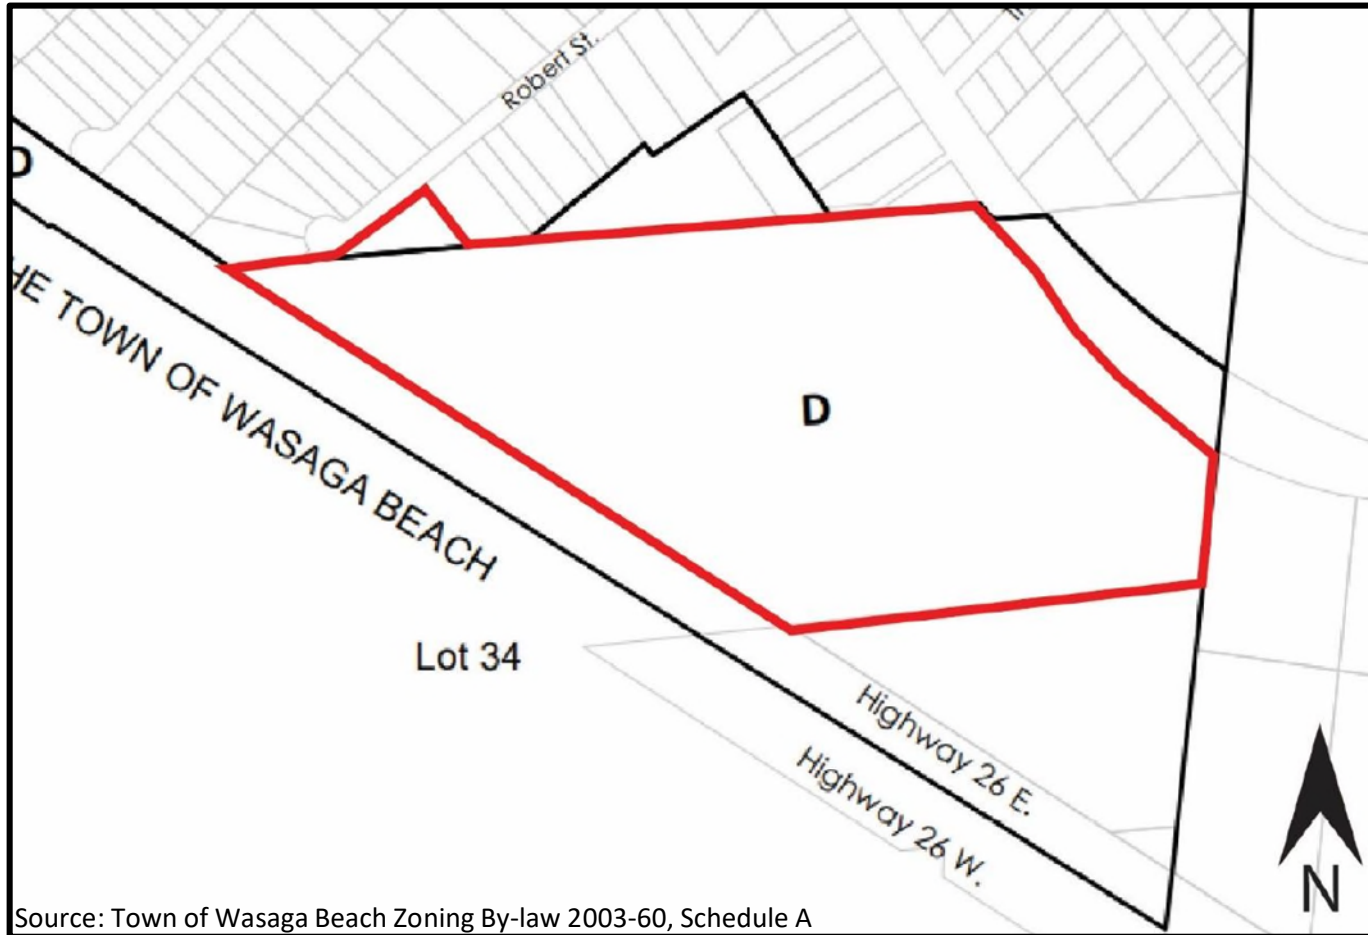 Robert St.
D
HE TOWN OF WASAGA BEACH
D
Lot 34
Highway 26 E.
Highway 26 W.
N
Source: Town of Wasaga Beach Zoning By-law 2003-60, Schedule A